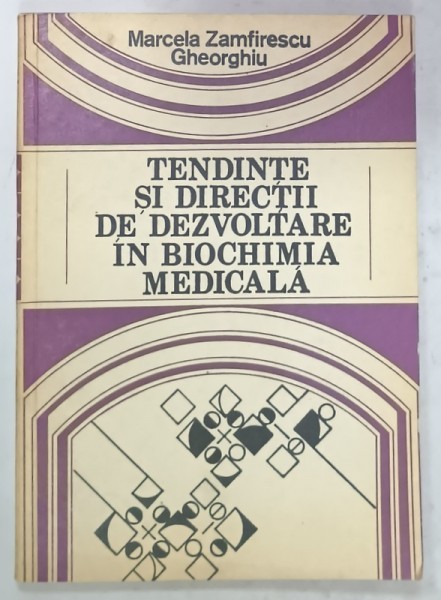 Marcela Zamfirescu
Gheorghiu
TENDINȚE
ȘI DIRECȚII
DE DEZVOLTARE
ÎN BIOCHIMIA
MEDICALĂ